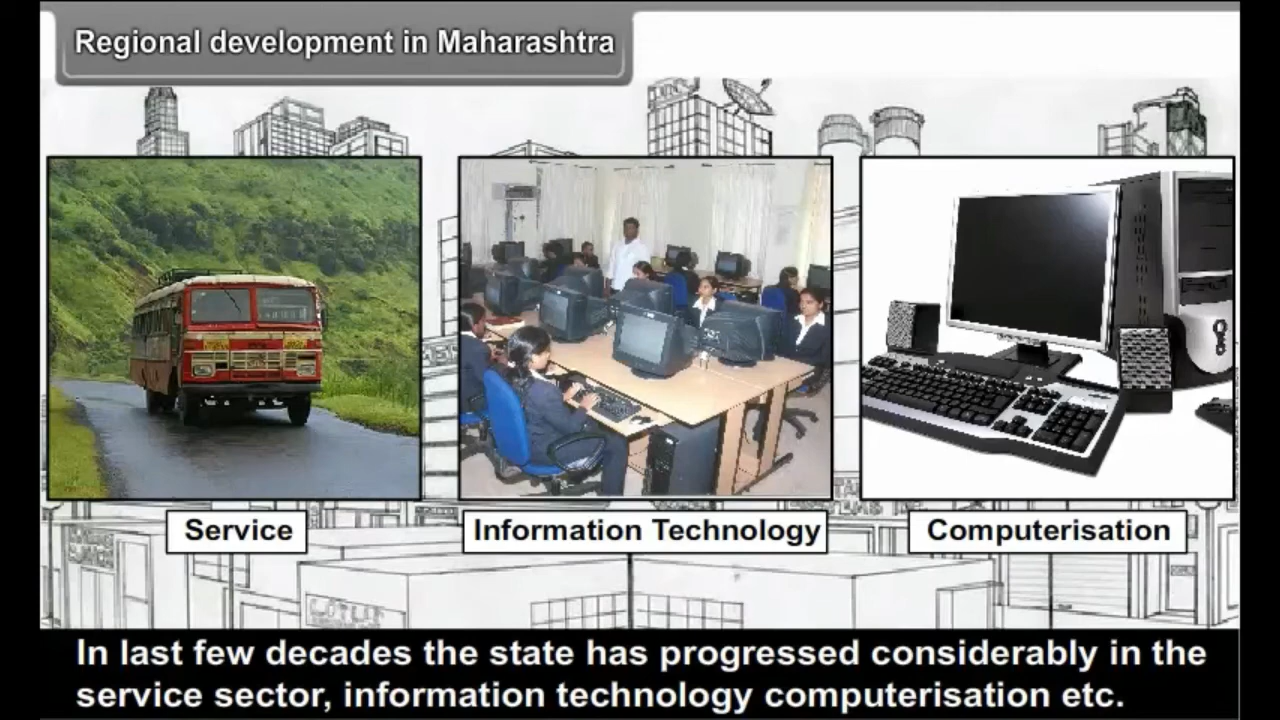 Regional development in Maharashtra
Service
Information Technology
Computerisation
In last few decades the state has progressed considerably in the
service sector, information technology computerisation etc.